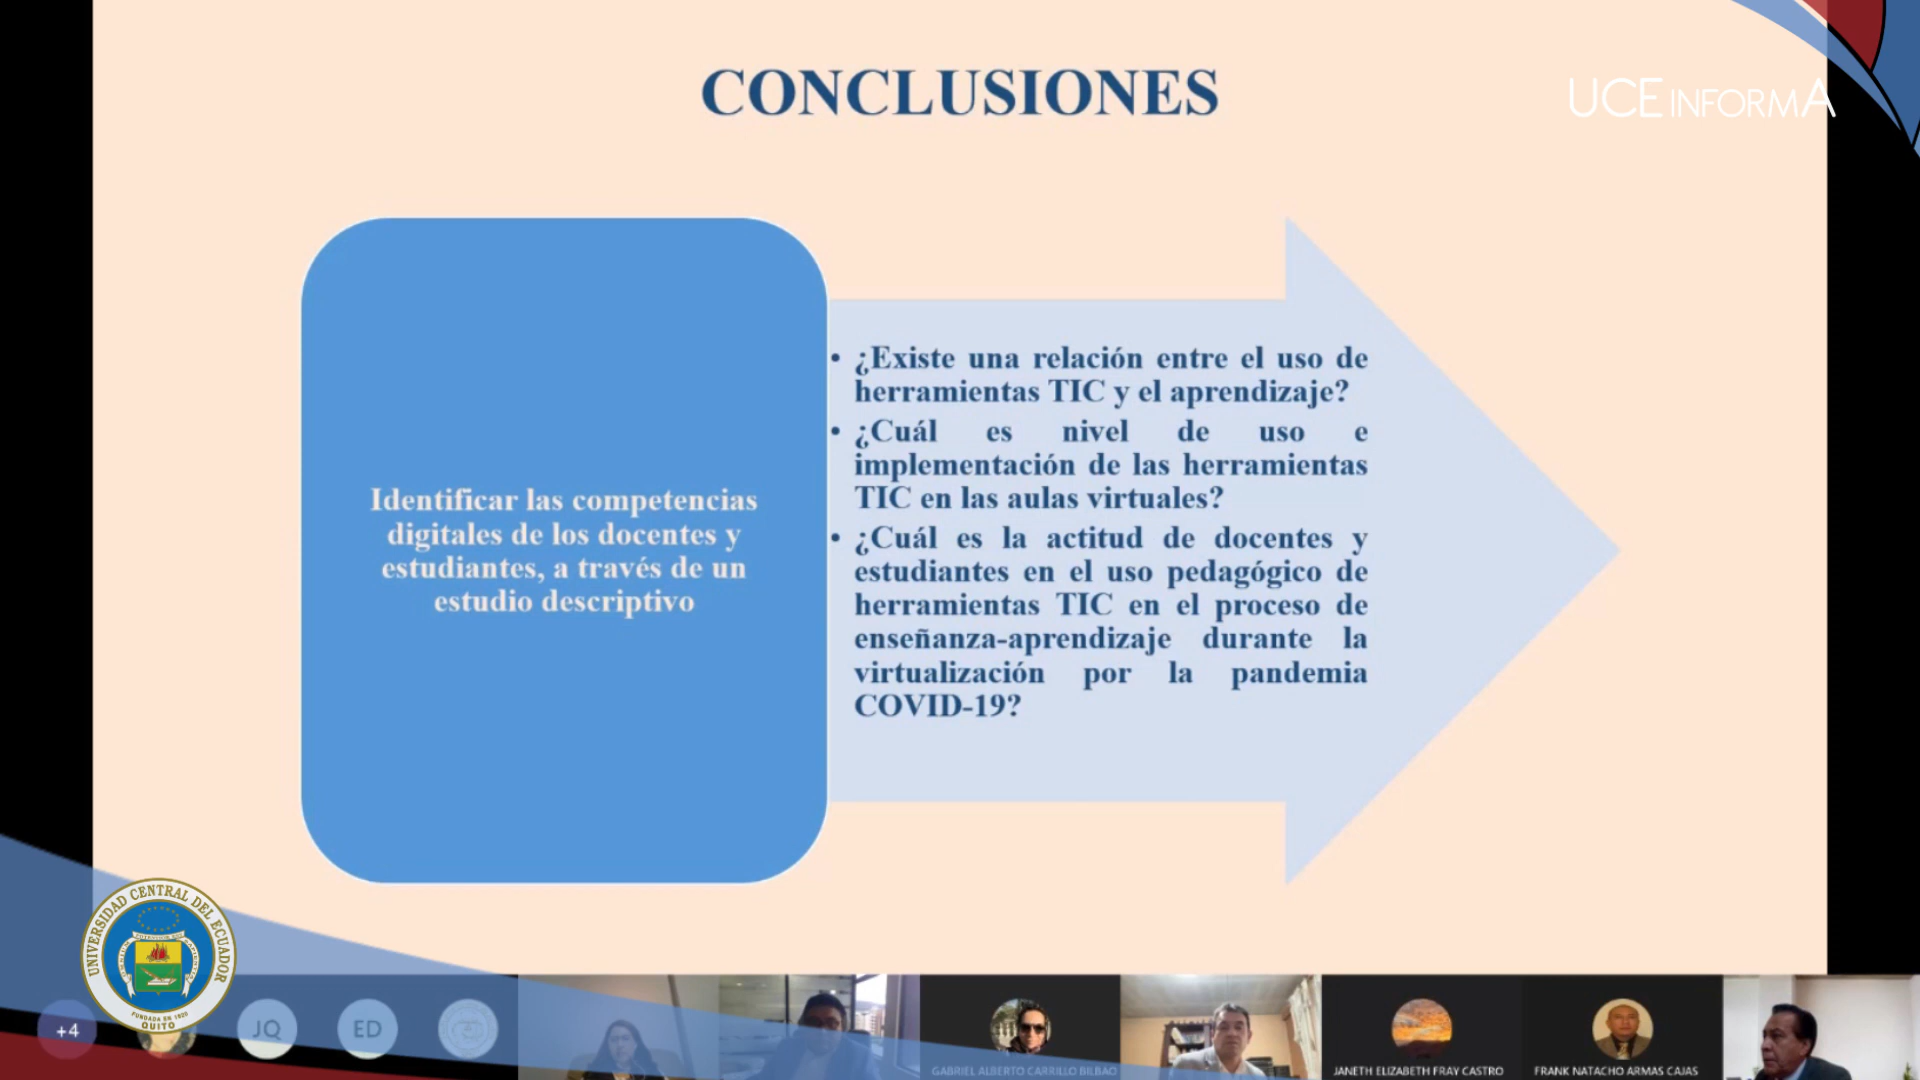 CONCLUSIONES
UCE INFORMA
Identificar las competencias
digitales de los docentes y
estudiantes, a través de un
estudio descriptivo
• ¿Existe una relación entre el uso de
herramientas TIC y el aprendizaje?
• ¿Cuál es nivel de uso e
implementación de las herramientas
TIC en las aulas virtuales?
• ¿Cuál es la actitud de docentes y
estudiantes en el uso pedagógico de
herramientas TIC en el proceso de
enseñanza-aprendizaje durante la
virtualización por la pandemia
COVID-19?
UNIVERSIDAD CENTRAL DEL ECUADOR
FUNDADA EN 1920
QUITO
+4
JQ
ED
GABRIEL ALBERTO CARRILLO BILBAO
JANETH ELIZABETH FRAY CASTRO
FRANK NATACHO ARMAS CAJAS